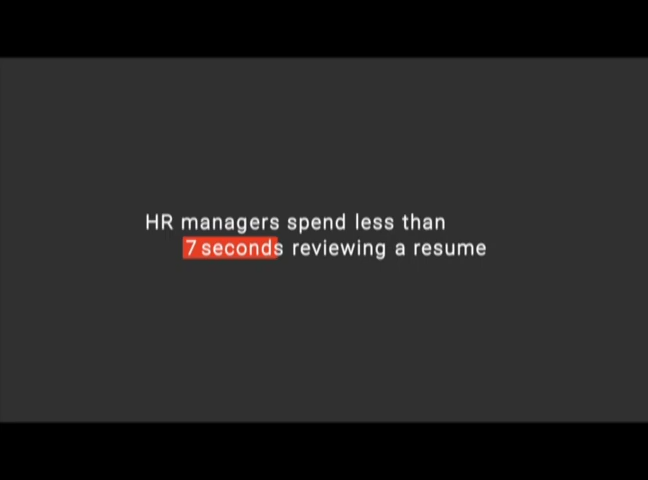 HR managers spend less than
7 seconds reviewing a resume